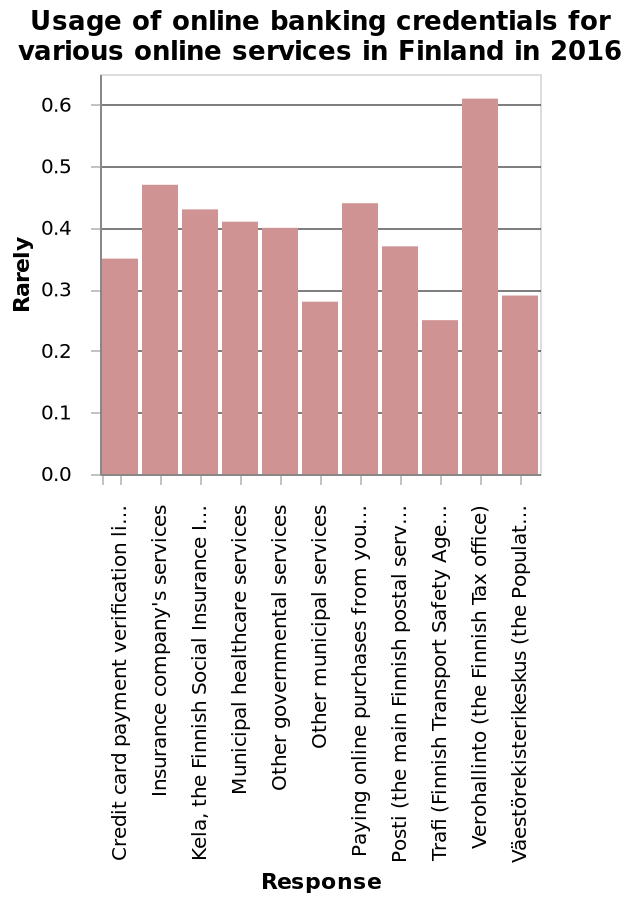 Usage of online banking credentials for
various online services in Finland in 2016
0.6
0.5
0.4
0.3
0.2
0.1
0.0
Rarely
Credit card payment verification li...
Insurance company's services
Kela, the Finnish Social Insurance I...
Municipal healthcare services
Other governmental services
Other municipal services
Paying online purchases from you...
Posti (the main Finnish postal serv...
Trafi (Finnish Transport Safety Age...
Verohallinto (the Finnish Tax office)
Väestörekisterikeskus (the Populat...
Response